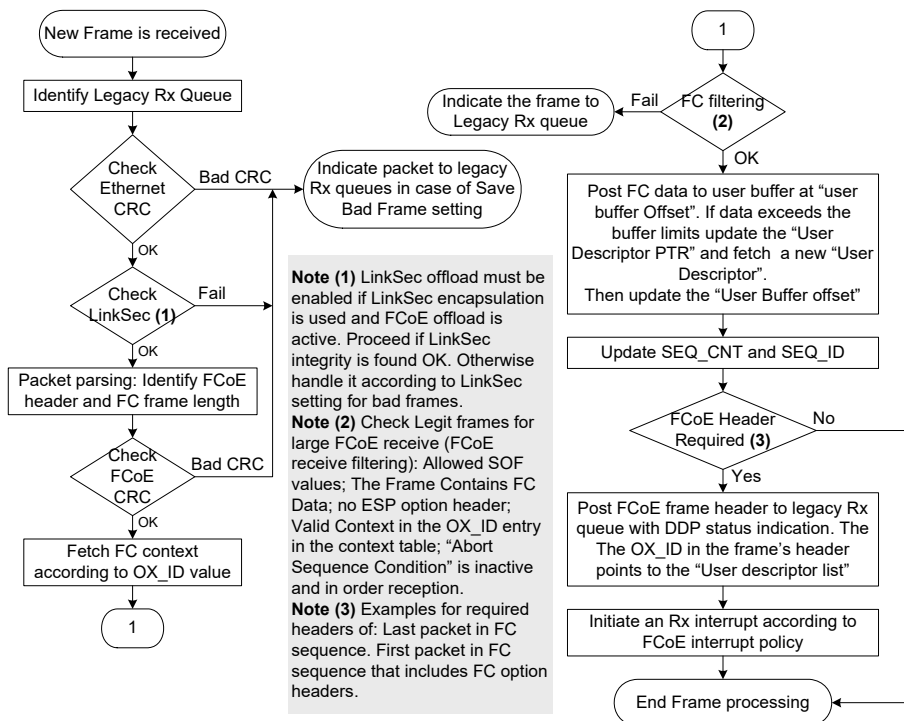 New Frame is received
Identify Legacy Rx Queue
Check
Ethernet
CRC
Bad CRC
Indicate packet to legacy
Rx queues in case of Save
Bad Frame setting
OK
Check
LinkSec (1)
Fail
OK
Packet parsing: Identify FCoE
header and FC frame length
Check
FCoE
CRC
Bad CRC
OK
Fetch FC context
according to OX_ID value
1
Note (1) LinkSec offload must be
enabled if LinkSec encapsulation
is used and FCoE offload is
active. Proceed if LinkSec
integrity is found OK. Otherwise
handle it according to LinkSec
setting for bad frames.
Note (2) Check Legit frames for
large FCoE receive (FCoE
receive filtering): Allowed SOF
values; The Frame Contains FC
Data; no ESP option header;
Valid Context in the OX_ID entry
in the context table; “Abort
Sequence Condition” is inactive
and in order reception.
Note (3) Examples for required
headers of: Last packet in FC
sequence. First packet in FC
sequence that includes FC option
headers.
1
FC filtering
(2)
Fail
Indicate the frame to
Legacy Rx queue
OK
Post FC data to user buffer at “user
buffer Offset”. If data exceeds the
buffer limits update the “User
Descriptor PTR” and fetch a new “User
Descriptor”.
Then update the “User Buffer offset”
Update SEQ_CNT and SEQ_ID
FCoE Header
Required (3)
No
Yes
Post FCoE frame header to legacy Rx
queue with DDP status indication. The
The OX_ID in the frame’s header
points to the “User descriptor list”
Initiate an Rx interrupt according to
FCoE interrupt policy
End Frame processing